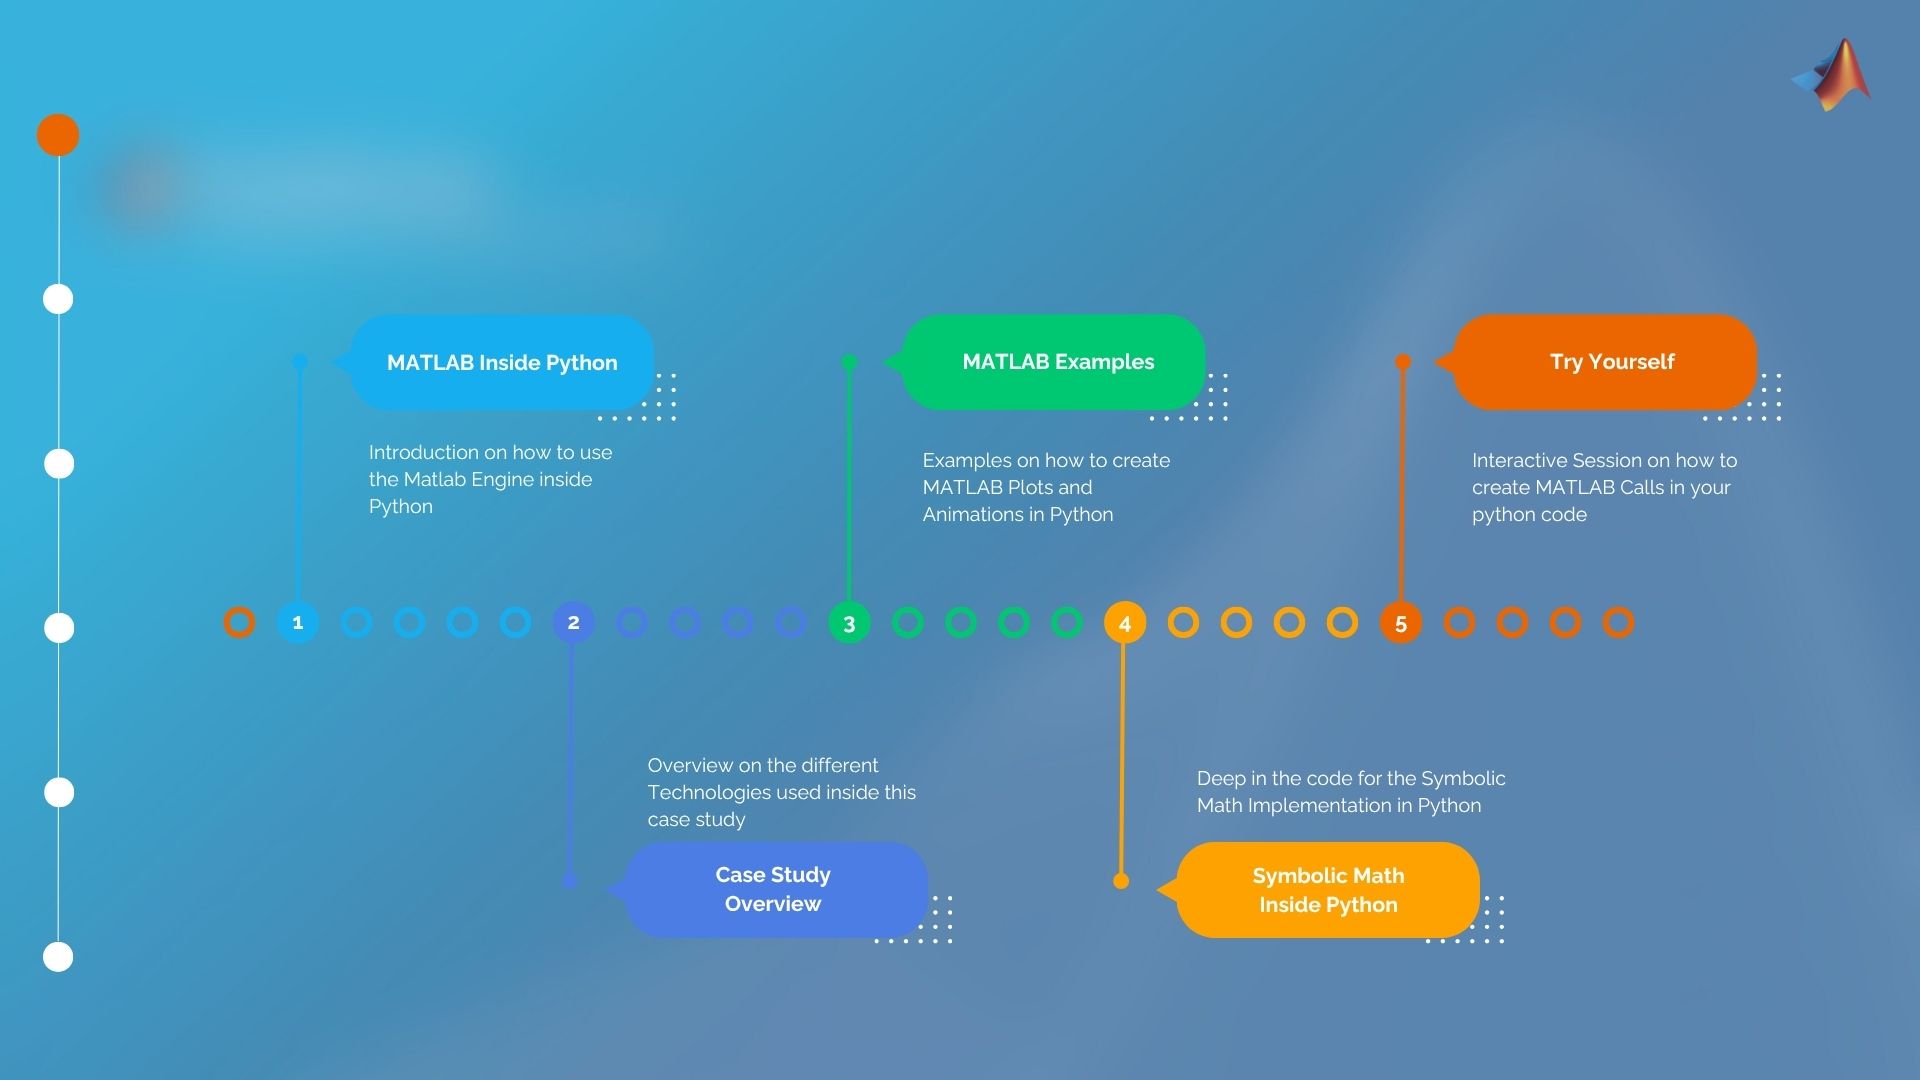 MATLAB Inside Python
Introduction on how to use
the Matlab Engine inside
Python
MATLAB Examples
Examples on how to create
MATLAB Plots and
Animations in Python
Try Yourself
Interactive Session on how to
create MATLAB Calls in your
python code
1
2
3
4
5
Overview on the different
Technologies used inside this
case study
Case Study
Overview
Deep in the code for the Symbolic
Math Implementation in Python
Symbolic Math
Inside Python